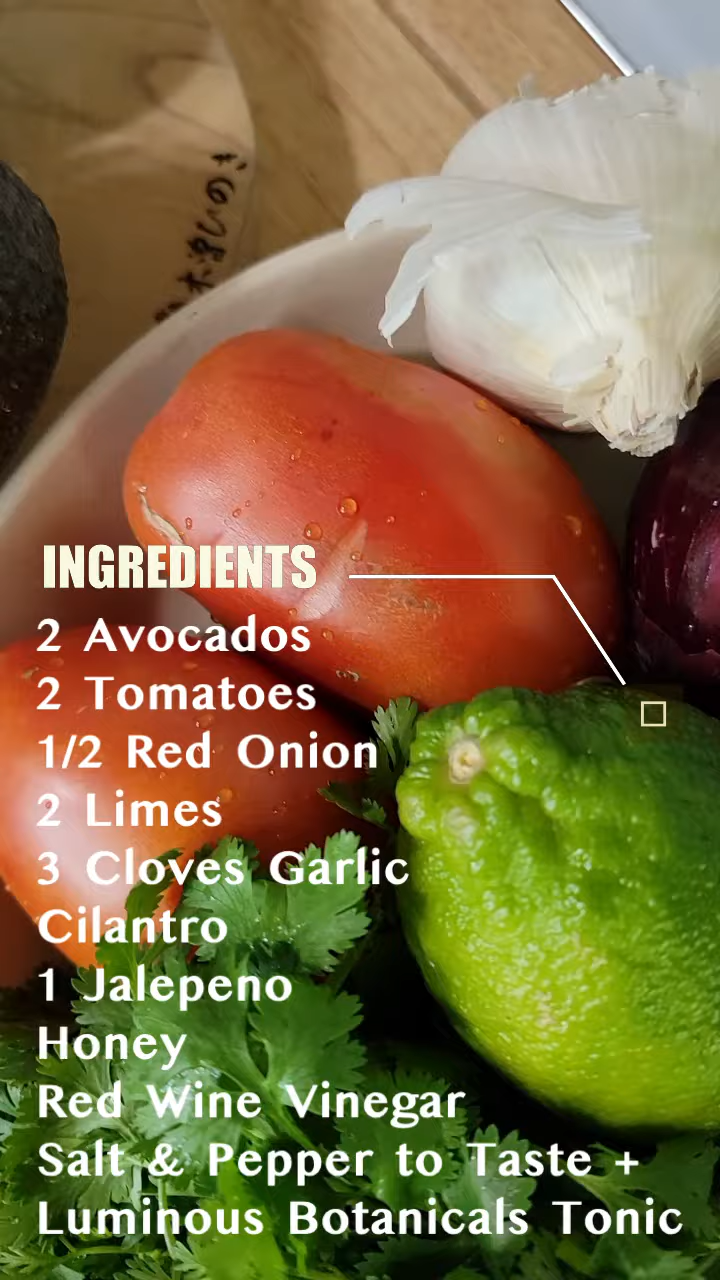 INGREDIENTS
2 Avocados
2 Tomatoes
1/2 Red Onion
2 Limes
3 Cloves Garlic
Cilantro
1 Jalepeno
Honey
Red Wine Vinegar
Salt & Pepper to Taste +
Luminous Botanicals Tonic